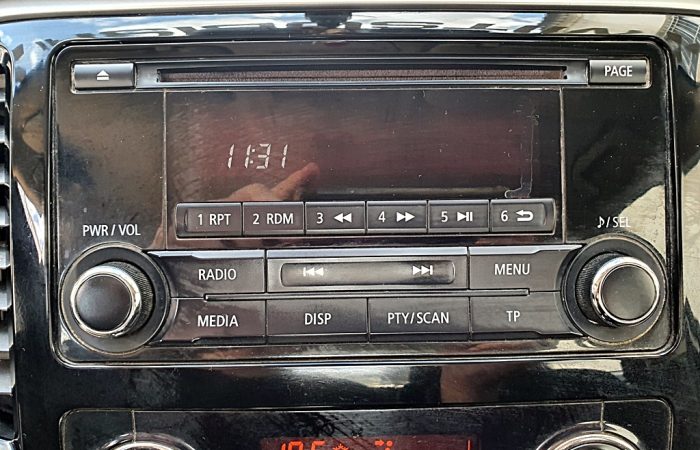 PAGE
11:31
1 RPT 2 RDM 3 4 5 6
PWR / VOL
/SEL
RADIO MENU
MEDIA DISP PTY/SCAN TP